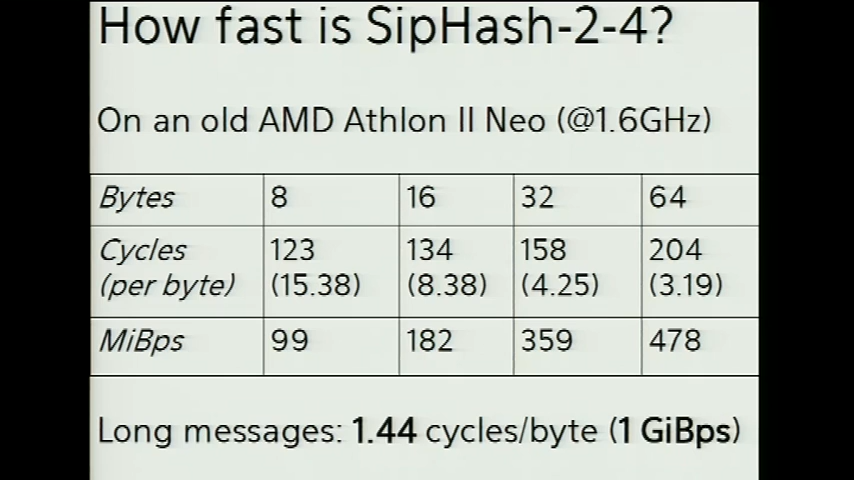 How fast is SipHash-2-4?
On an old AMD Athlon II Neo (@1.6GHz)
Bytes 8 16 32 64
Cycles 123 134 158 204
(per byte) (15.38) (8.38) (4.25) (3.19)
MiBps 99 182 359 478
Long messages: 1.44 cycles/byte (1 GiBps)